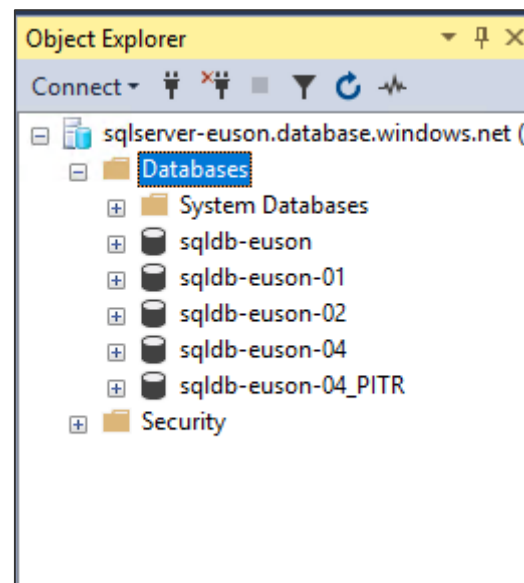 Object Explorer
Connect
sqlserver-euson.database.windows.net (
Databases
System Databases
sqldb-euson
sqldb-euson-01
sqldb-euson-02
sqldb-euson-04
sqldb-euson-04_PITR
Security